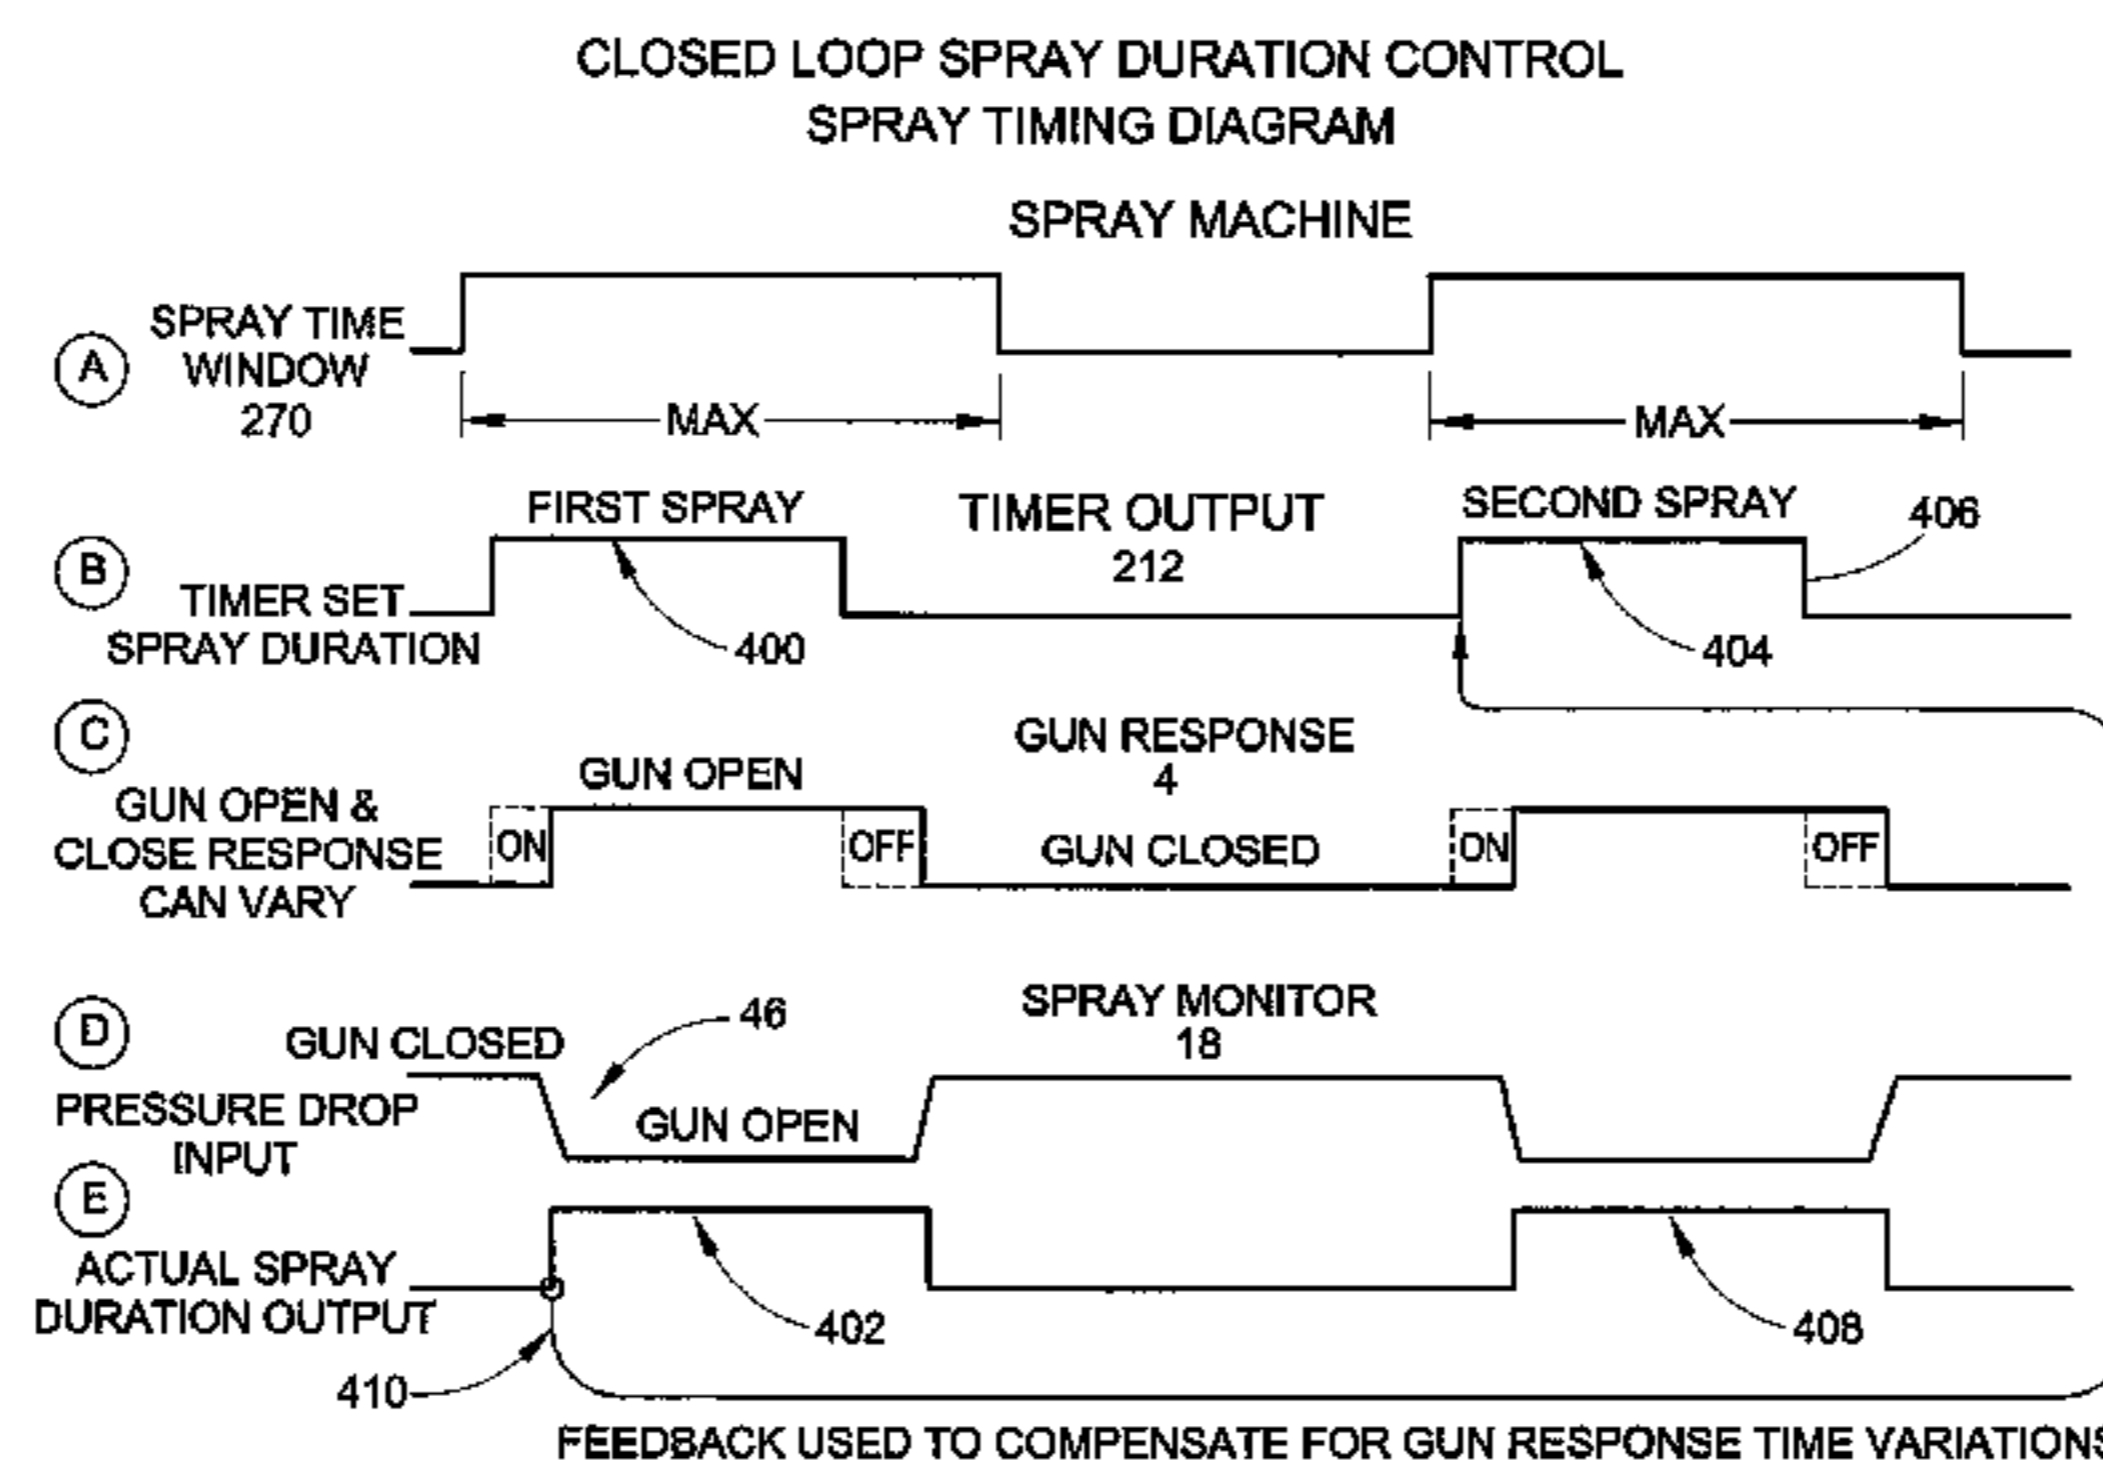 CLOSED LOOP SPRAY DURATION CONTROL
SPRAY TIMING DIAGRAM
SPRAY MACHINE
A
SPRAY TIME
WINDOW
270
MAX
MAX
FIRST SPRAY
TIMER OUTPUT
212
SECOND SPRAY
406
B
TIMER SET
SPRAY DURATION
400
404
C
GUN RESPONSE
4
GUN OPEN
GUN OPEN &
CLOSE RESPONSE
CAN VARY
ON
OFF
GUN CLOSED
ON
OFF
D
SPRAY MONITOR
18
46
GUN CLOSED
PRESSURE DROP
INPUT
GUN OPEN
E
ACTUAL SPRAY
DURATION OUTPUT
402
408
410
FEEDBACK USED TO COMPENSATE FOR GUN RESPONSE TIME VARIATIONS